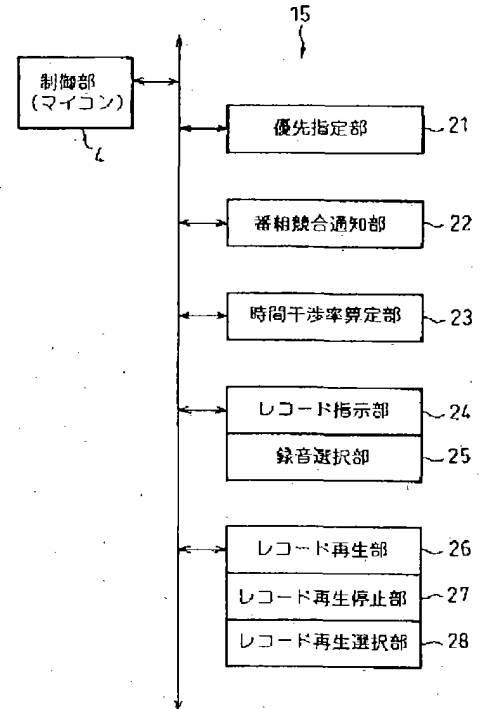 15
制御部
(マイコン)
4
優先指定部
21
番組競合通知部
22
時間干渉率算定部
23
レコード指示部
24
録音選択部
25
レコード再生部
26
レコード再生停止部
27
レコード再生選択部
28